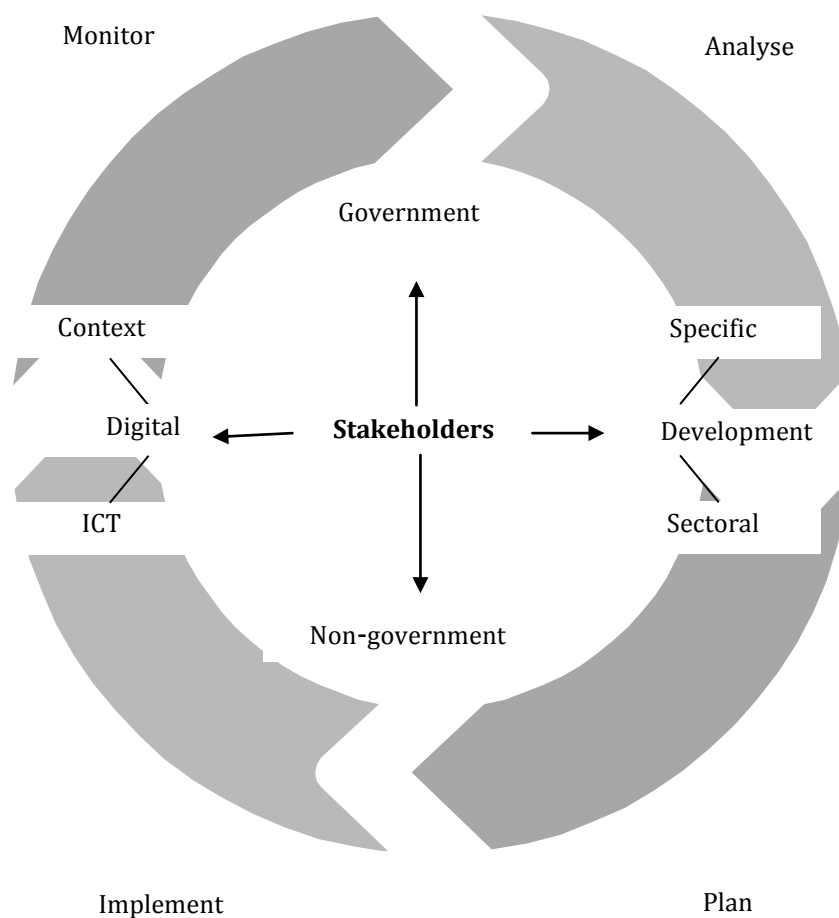 Monitor
Analyse
Government
Context
Specific
Digital
Stakeholders
Development
ICT
Sectoral
Non-government
Implement
Plan